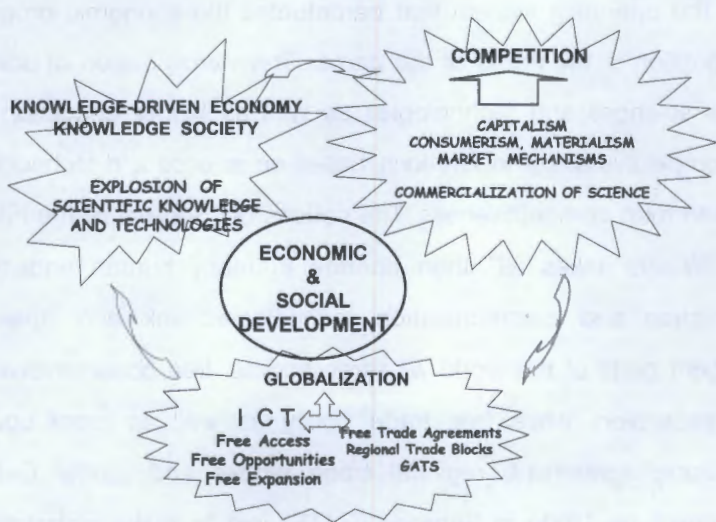 KNOWLEDGE-DRIVEN ECONOMY
KNOWLEDGE SOCIETY
EXPLOSION OF
SCIENTIFIC KNOWLEDGE
AND TECHNOLOGIES
COMPETITION
CAPITALISM
CONSUMERISM, MATERIALISM
MARKET MECHANISMS
COMMERCIALIZATION OF SCIENCE
ECONOMIC
&
SOCIAL
DEVELOPMENT
GLOBALIZATION
I C T
Free Access
Free Opportunities
Free Expansion
Free Trade Agreements
Regional Trade Blocks
GATS